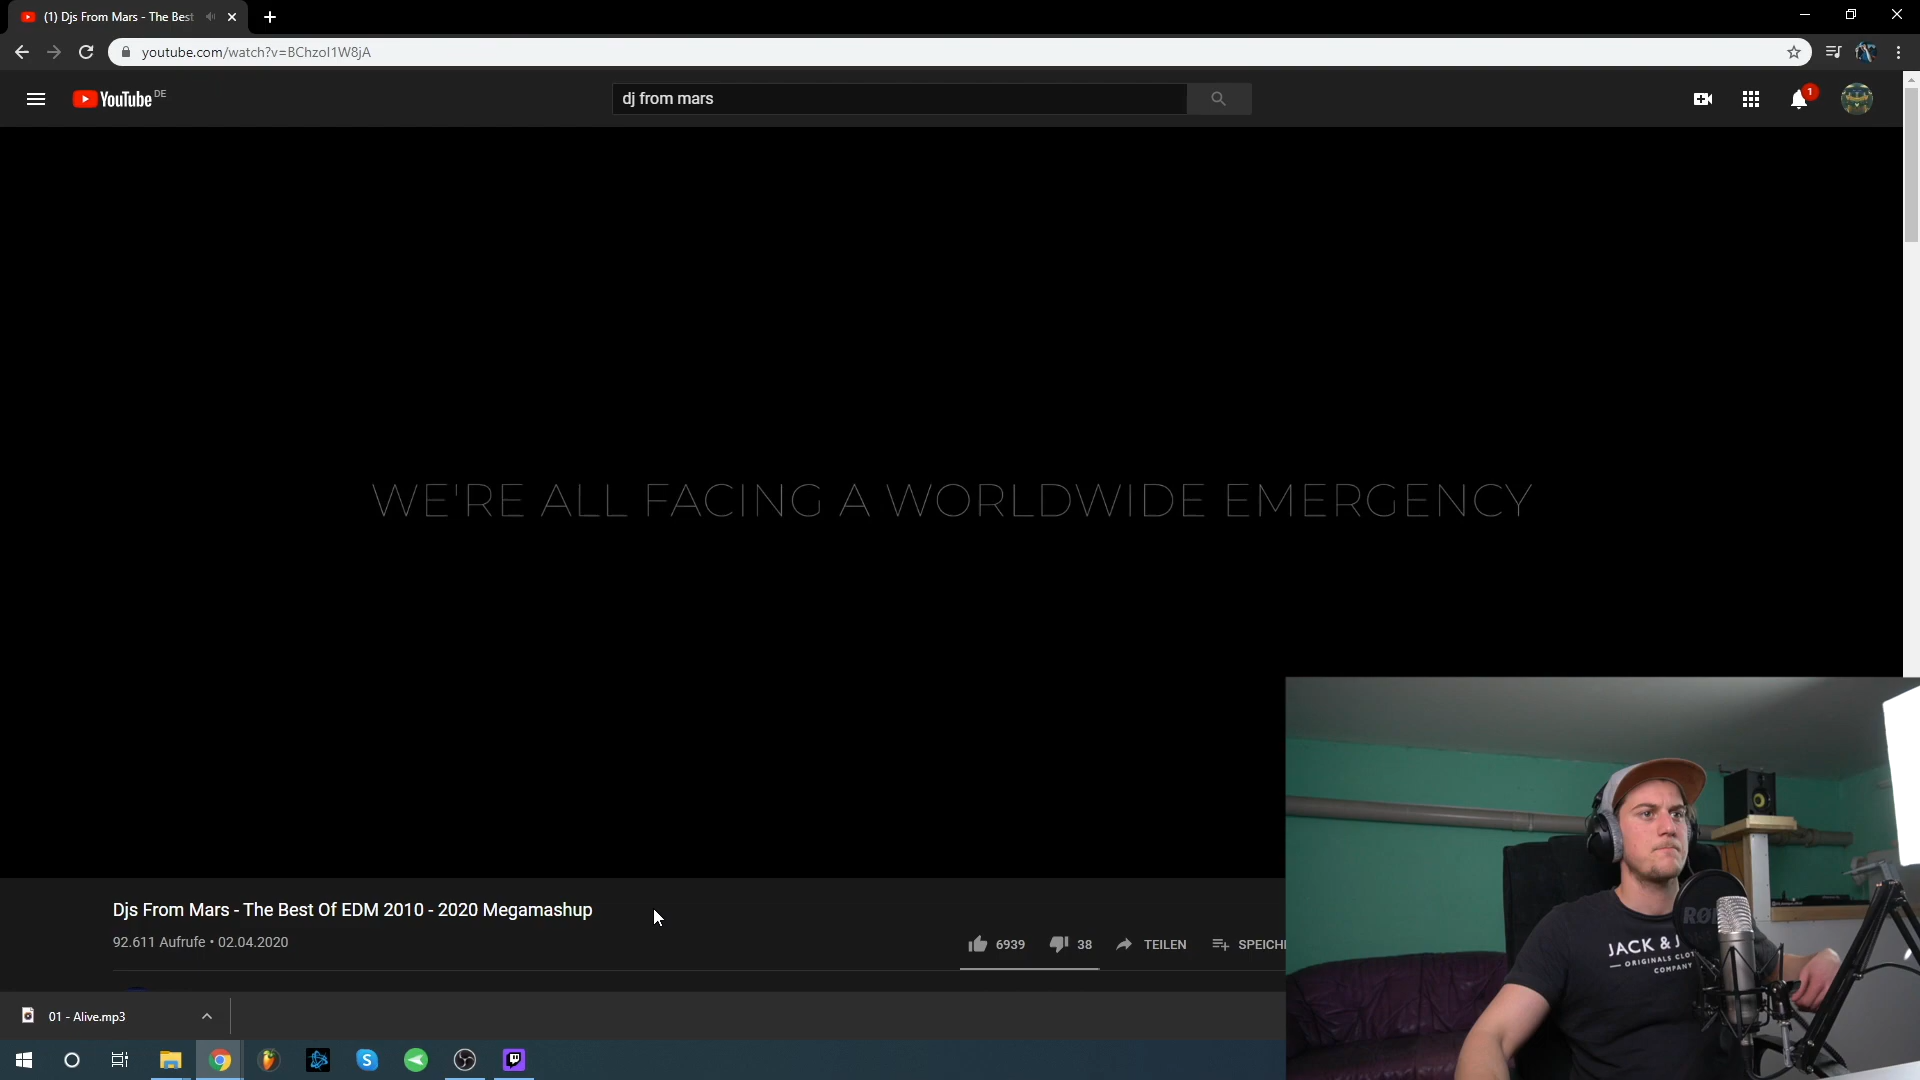 (1) Djs From Mars - The Best
youtube.com/watch?v=BChzol1W8jA
YouTube DE
dj from mars
1
WE'RE ALL FACING A WORLDWIDE EMERGENCY
Djs From Mars - The Best Of EDM 2010 - 2020 Megamashup
92.611 Aufrufe • 02.04.2020
6939
38
TEILEN
SPEICH
01 - Alive.mp3
RØ
JACK & J
ORIGINALS CLOT
COMPANY